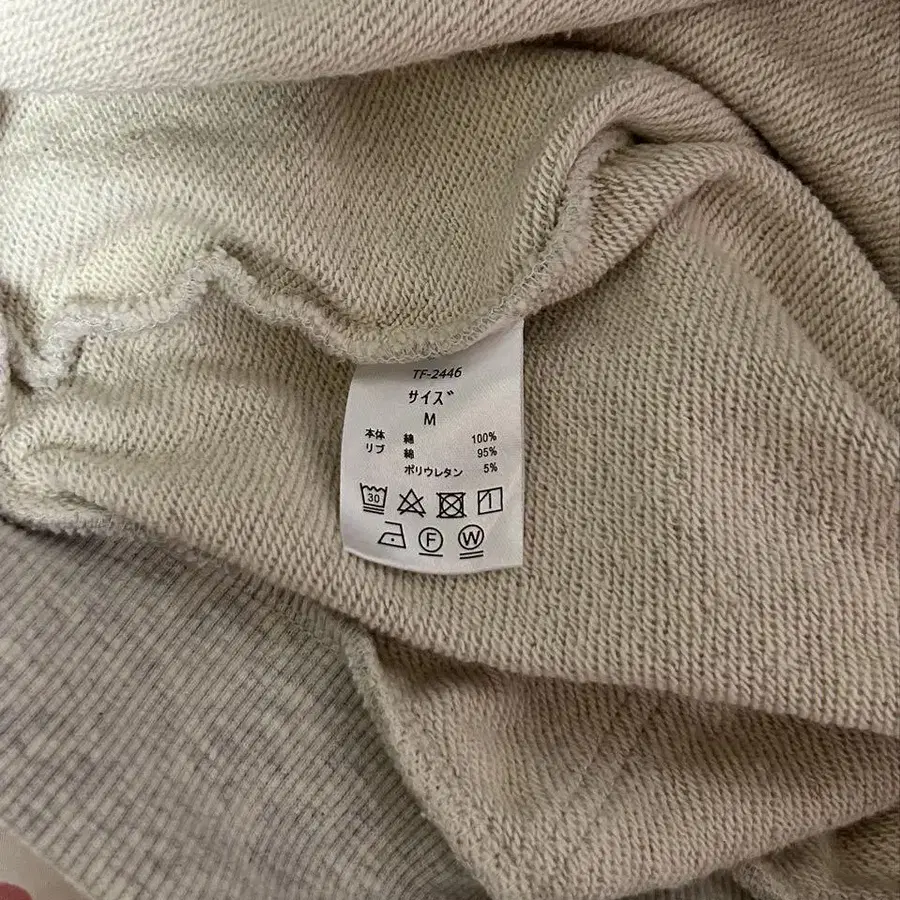 TF-2446
サイズ
M
本体 綿 100%
リブ 綿 95%
ポリウレタン 5%
30
F W